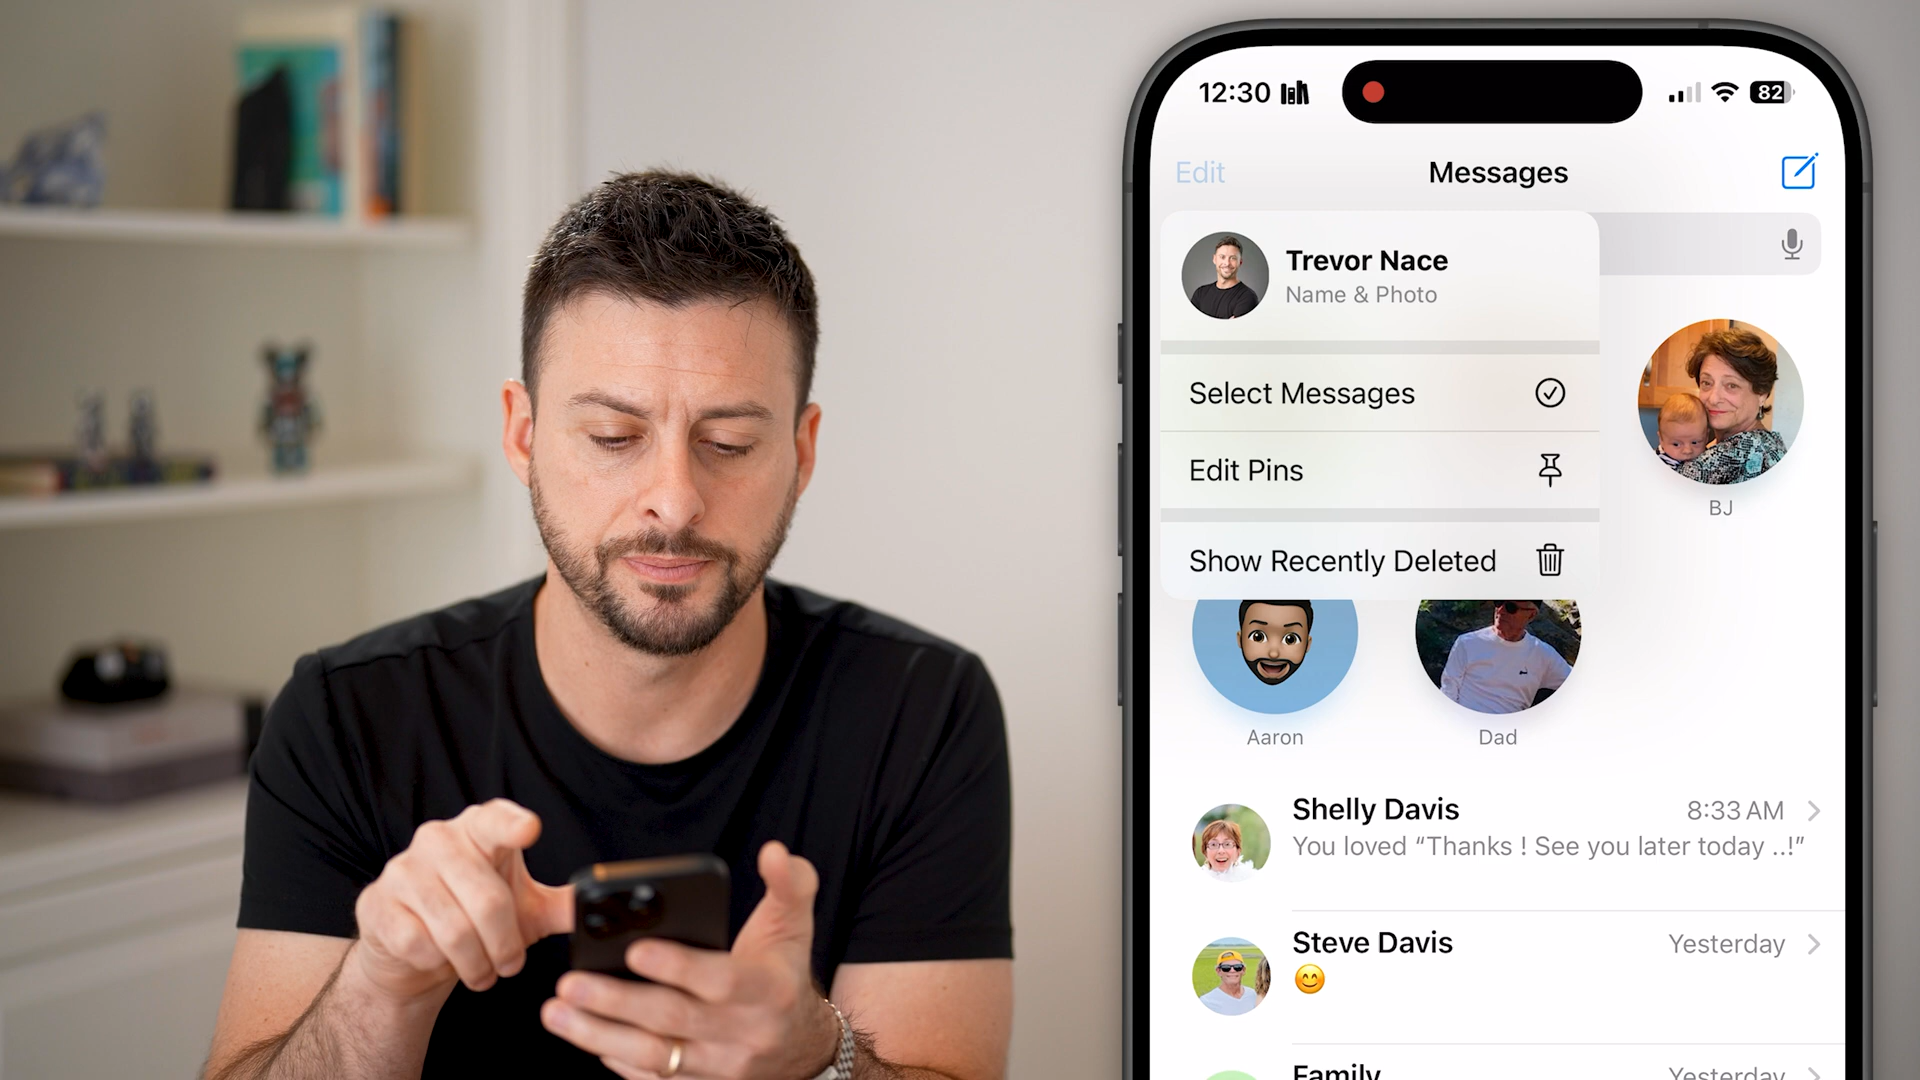 12:30
82
Edit
Messages
Trevor Nace
Name & Photo
Select Messages
Edit Pins
Show Recently Deleted
BJ
Aaron
Dad
Shelly Davis
8:33 AM
You loved “Thanks ! See you later today ..!”
Steve Davis
Yesterday
😊
Family
Yesterday